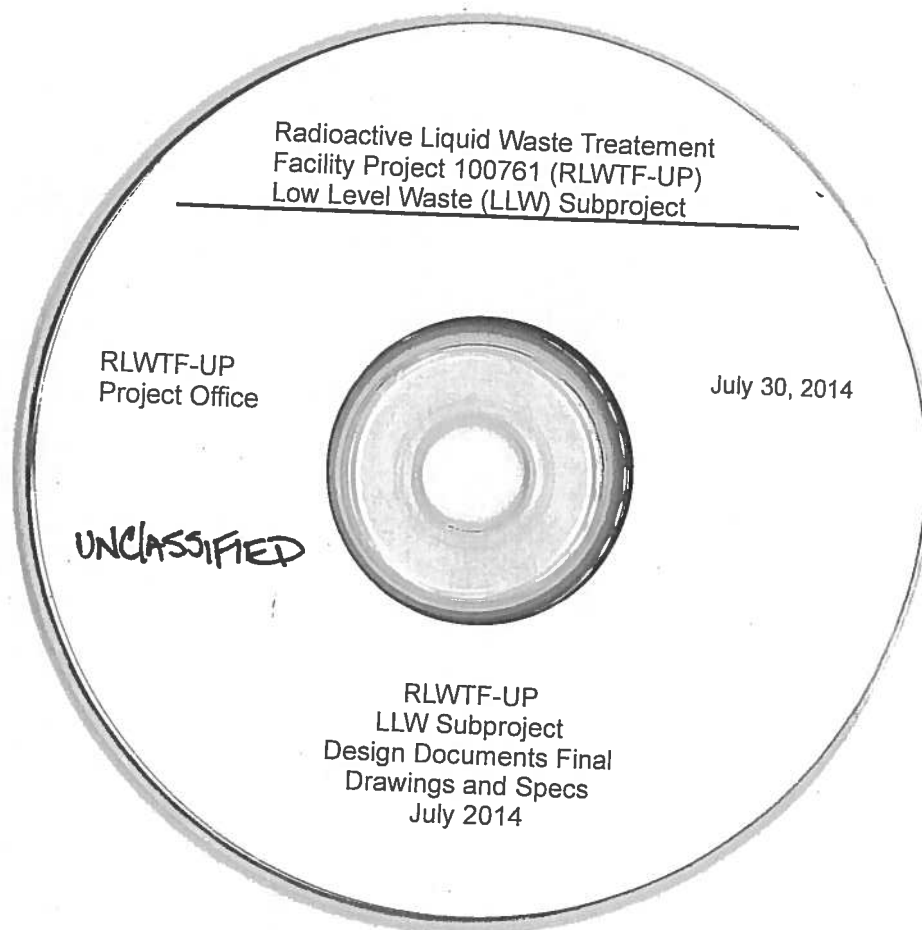 Radioactive Liquid Waste Treatement
Facility Project 100761 (RLWTF-UP)
Low Level Waste (LLW) Subproject
RLWTF-UP
Project Office
July 30, 2014
UNCLASSIFIED
RLWTF-UP
LLW Subproject
Design Documents Final
Drawings and Specs
July 2014